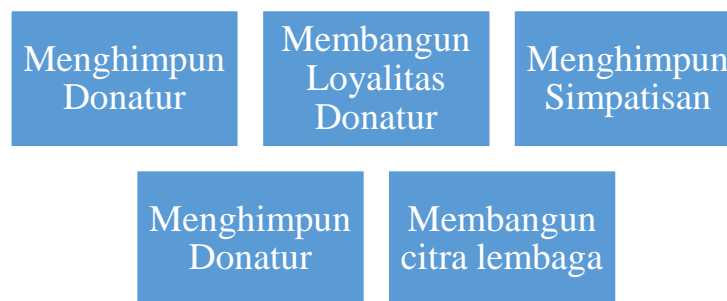 Menghimpun
Donatur
Membangun
Loyalitas
Donatur
Menghimpun
Simpatisan
Menghimpun
Donatur
Membangun
citra lembaga